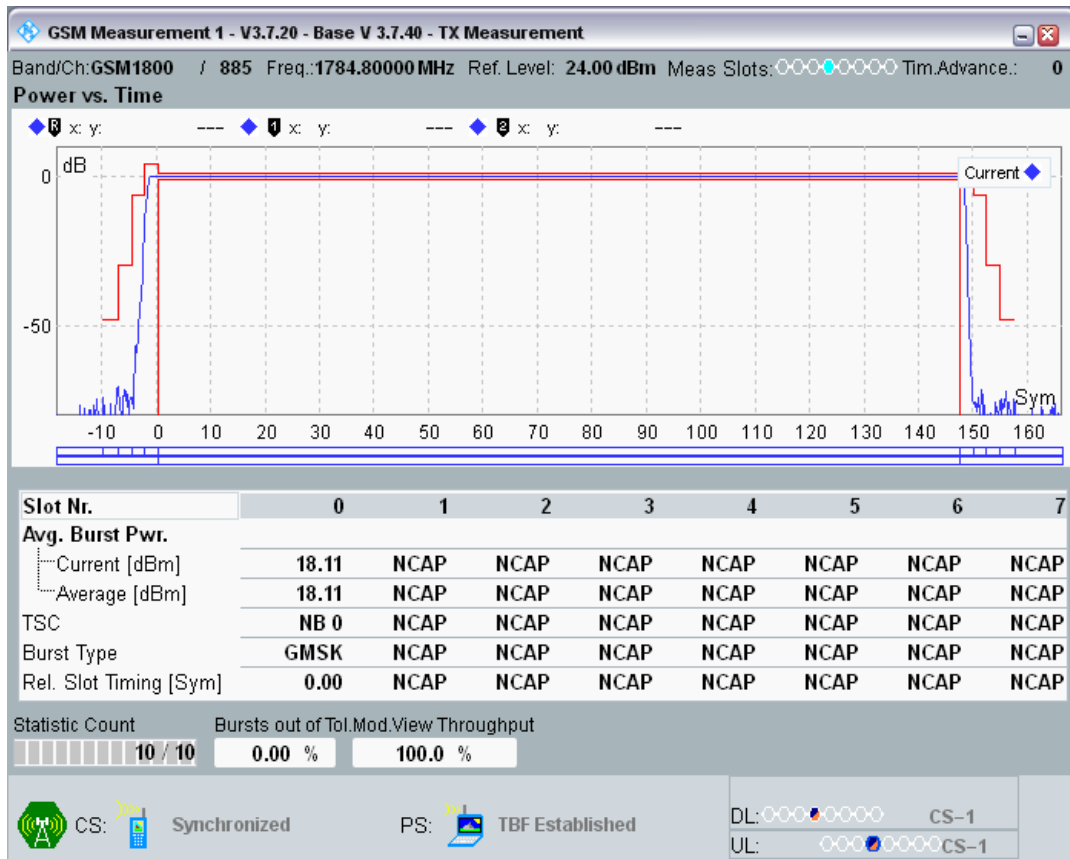 GSM Measurement 1 - V3.7.20 - Base V 3.7.40 - TX Measurement
Band/Ch:GSM1800 / 885 Freq.:1784.80000 MHz Ref. Level: 24.00 dBm Meas Slots: Tim.Advance.: 0
Power vs. Time
R x: y: --- 1 x: y: --- 2 x: y: ---
dB
Current
0
-50
Sym
-10 0 10 20 30 40 50 60 70 80 90 100 110 120 130 140 150 160
Slot Nr. 0 1 2 3 4 5 6 7
Avg. Burst Pwr.
Current [dBm] 18.11 NCAP NCAP NCAP NCAP NCAP NCAP NCAP
Average [dBm] 18.11 NCAP NCAP NCAP NCAP NCAP NCAP NCAP
TSC NB 0 NCAP NCAP NCAP NCAP NCAP NCAP NCAP
Burst Type GMSK NCAP NCAP NCAP NCAP NCAP NCAP NCAP
Rel. Slot Timing [Sym] 0.00 NCAP NCAP NCAP NCAP NCAP NCAP NCAP
Statistic Count Bursts out of Tol.Mod.View Throughput
10 / 10 0.00 % 100.0 %
CS: Synchronized PS: TBF Established DL: CS-1
UL: CS-1